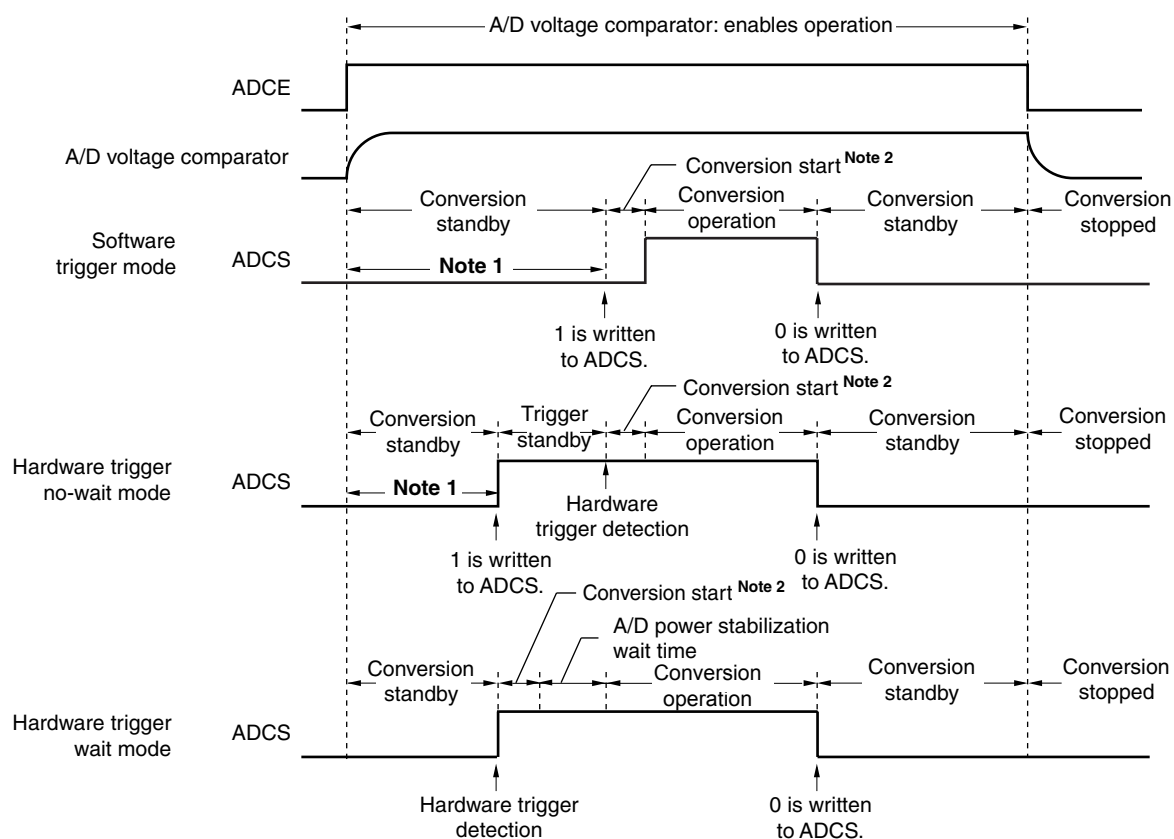 A/D voltage comparator: enables operation
ADCE
A/D voltage comparator
Conversion start Note 2
Conversion
standby
Conversion
operation
Conversion
standby
Conversion
stopped
Software
trigger mode
ADCS
Note 1
1 is written
to ADCS.
0 is written
to ADCS.
Conversion start Note 2
Conversion
standby
Trigger
standby
Conversion
operation
Conversion
standby
Conversion
stopped
Hardware trigger
no-wait mode
ADCS
Note 1
Hardware
trigger detection
1 is written
to ADCS.
0 is written
to ADCS.
Conversion start Note 2
A/D power stabilization
wait time
Conversion
standby
Conversion
operation
Conversion
standby
Conversion
stopped
Hardware trigger
wait mode
ADCS
Hardware trigger
detection
0 is written
to ADCS.